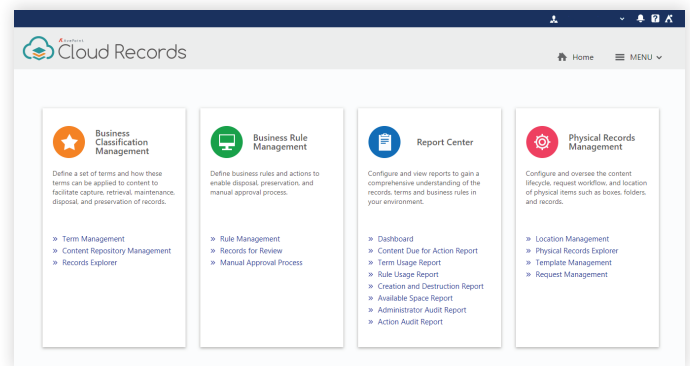 AvePoint
Cloud Records
Home
MENU
Business
Classification
Management
Define a set of terms and how these
terms can be applied to content to
facilitate capture, retrieval, maintenance,
disposal, and preservation of records.
» Term Management
» Content Repository Management
» Records Explorer
Business Rule
Management
Define business rules and actions to
enable disposal, preservation, and
manual approval process.
» Rule Management
» Records for Review
» Manual Approval Process
Report Center
Configure and view reports to gain a
comprehensive understanding of the
records, terms and business rules in
your environment.
» Dashboard
» Content Due for Action Report
» Term Usage Report
» Rule Usage Report
» Creation and Destruction Report
» Available Space Report
» Administrator Audit Report
» Action Audit Report
Physical Records
Management
Configure and oversee the content
lifecycle, request workflow, and location
of physical items such as boxes, folders,
and records.
» Location Management
» Physical Records Explorer
» Template Management
» Request Management